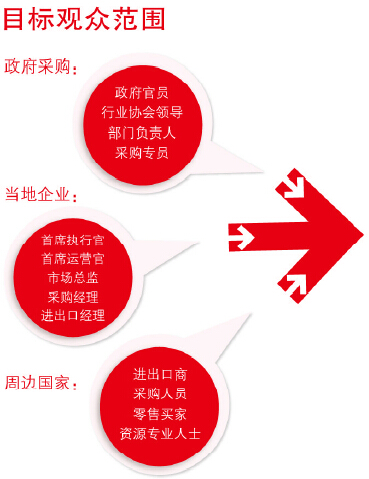 目标观众范围
政府采购：
政府官员
行业协会领导
部门负责人
采购专员
当地企业：
首席执行官
首席运营官
市场总监
采购经理
进出口经理
周边国家：
进出口商
采购人员
零售买家
资源专业人士